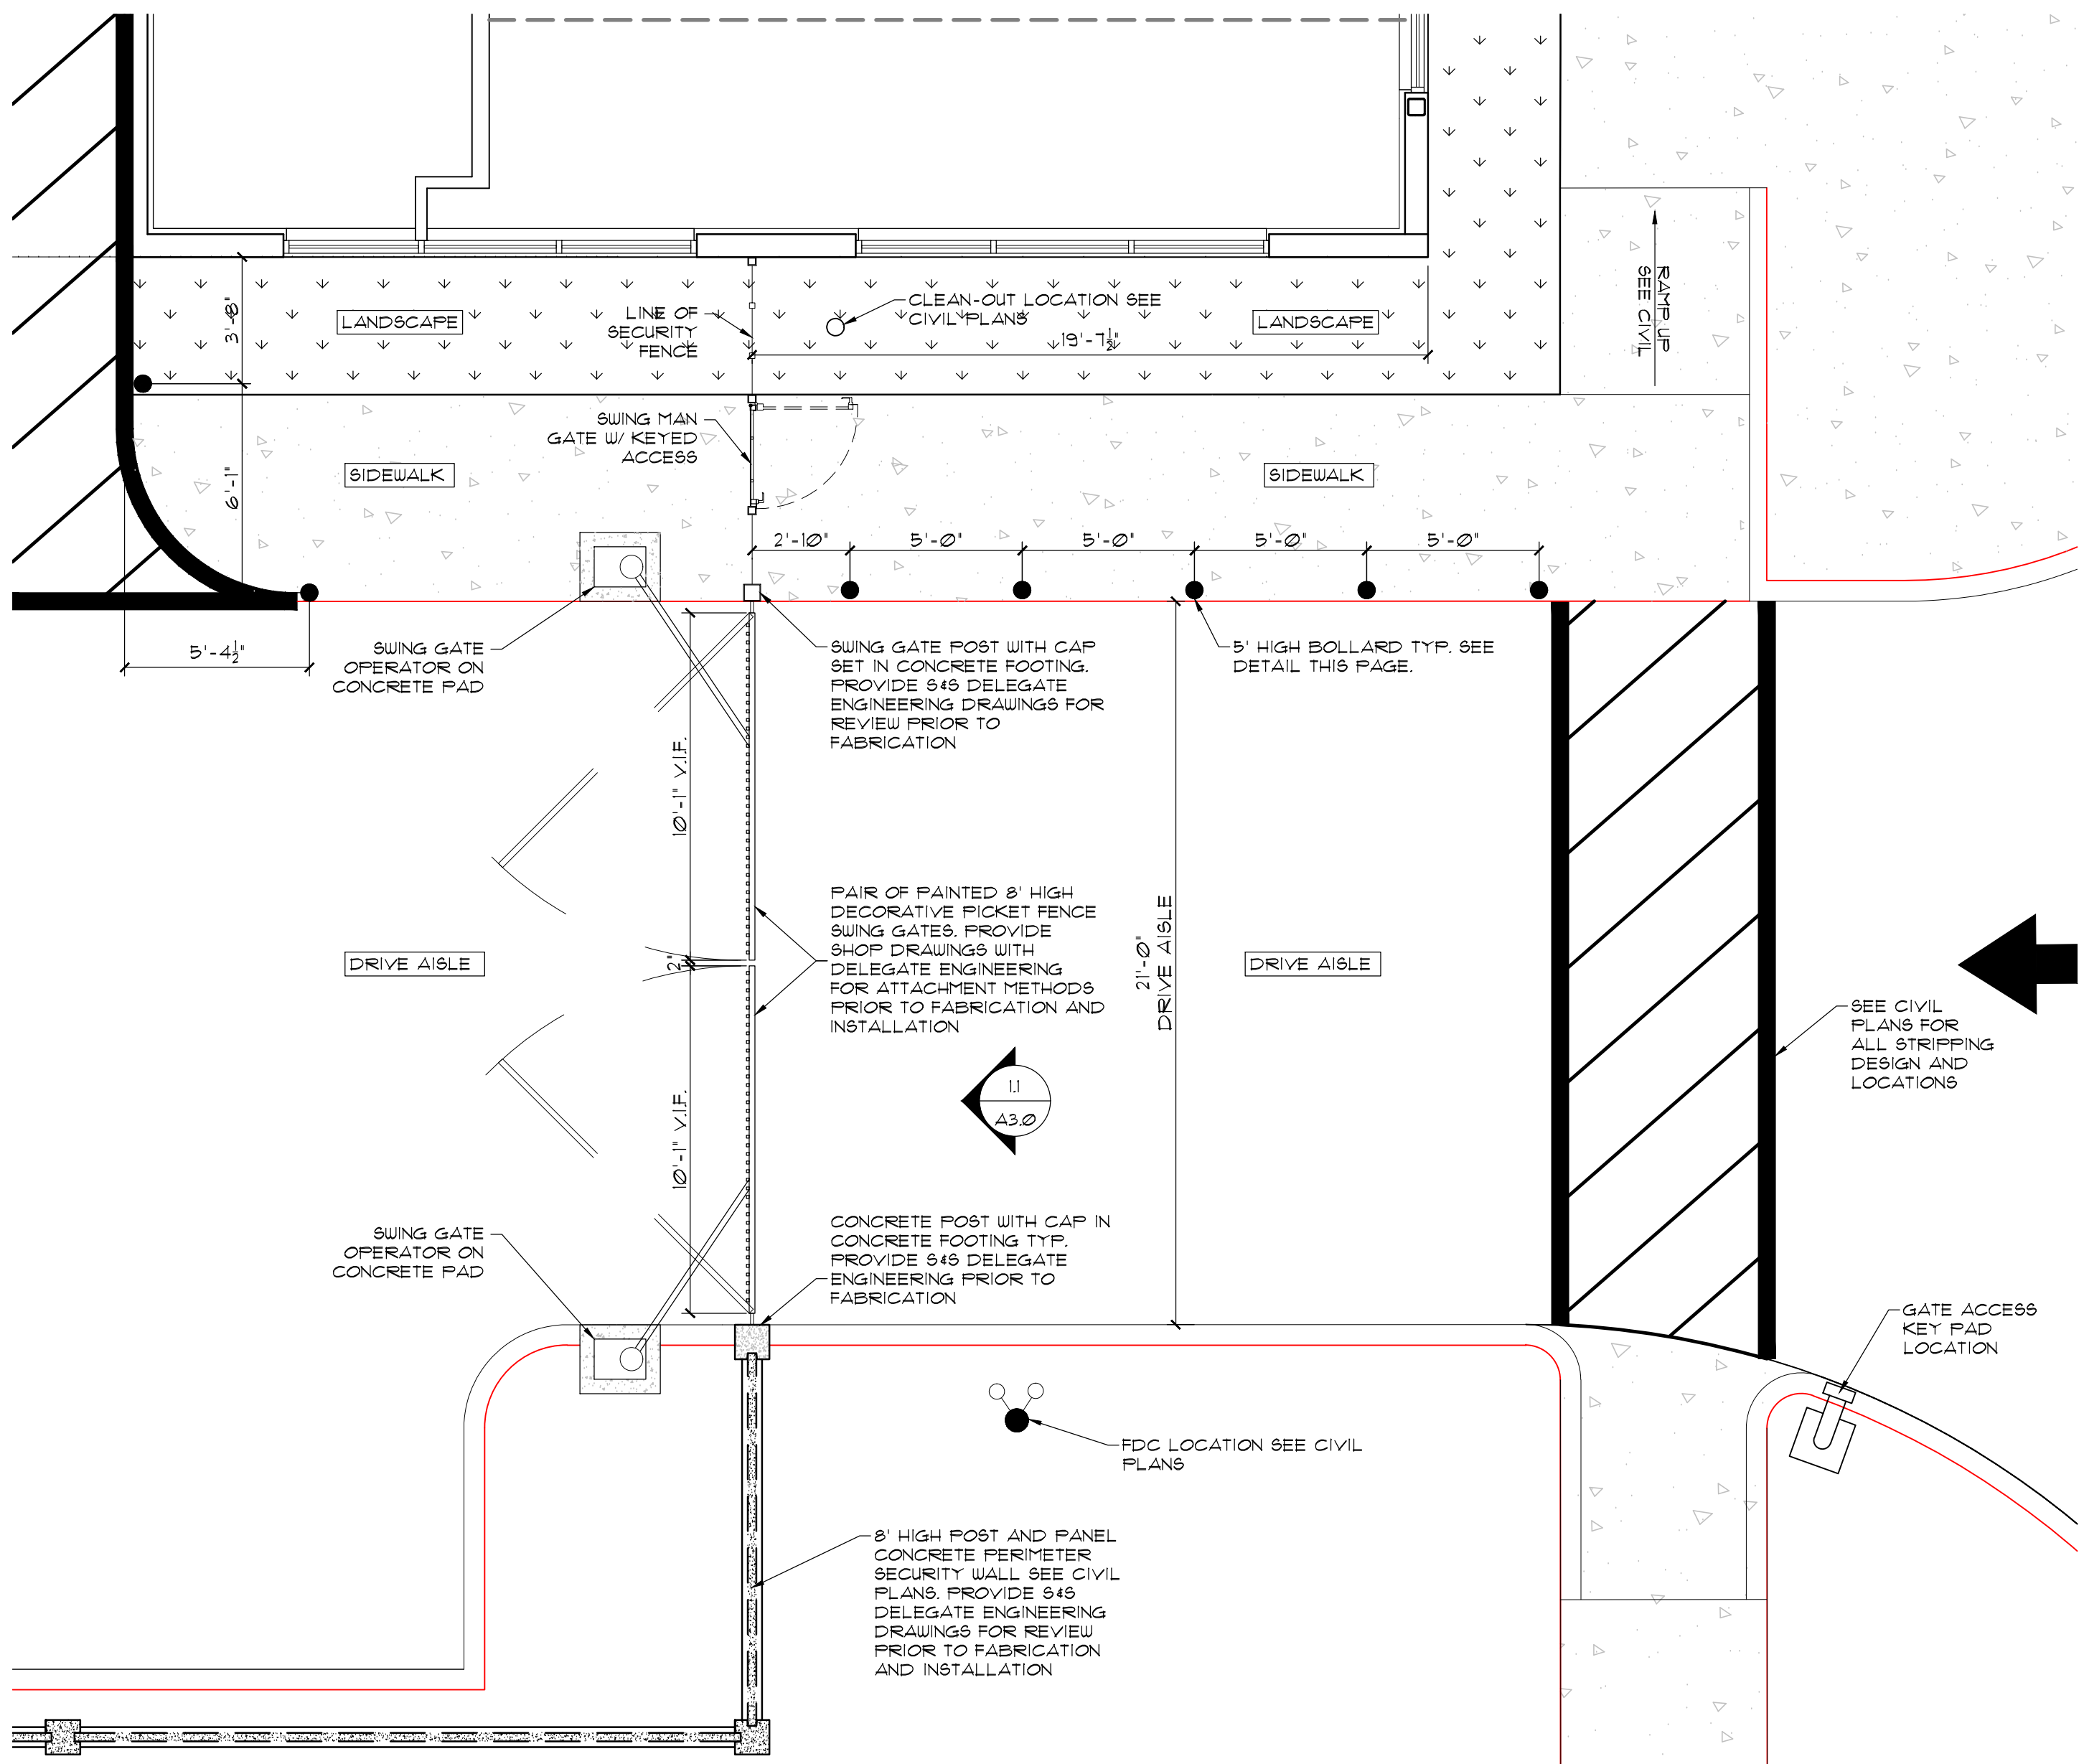 RAMP UP
SEE CIVIL
CLEAN-OUT LOCATION SEE
CIVIL PLANS
LINE OF
SECURITY
FENCE
LANDSCAPE
LANDSCAPE
3'-8"
19'-7½"
SWING MAN
GATE W/ KEYED
ACCESS
SIDEWALK
SIDEWALK
6'-1"
2'-10"
5'-0"
5'-0"
5'-0"
5'-0"
5'-4½"
SWING GATE
OPERATOR ON
CONCRETE PAD
SWING GATE POST WITH CAP
SET IN CONCRETE FOOTING.
PROVIDE S&S DELEGATE
ENGINEERING DRAWINGS FOR
REVIEW PRIOR TO
FABRICATION
5' HIGH BOLLARD TYP. SEE
DETAIL THIS PAGE.
10'-1" V.I.F.
PAIR OF PAINTED 8' HIGH
DECORATIVE PICKET FENCE
SWING GATES. PROVIDE
SHOP DRAWINGS WITH
DELEGATE ENGINEERING
FOR ATTACHMENT METHODS
PRIOR TO FABRICATION AND
INSTALLATION
21'-0"
DRIVE AISLE
DRIVE AISLE
2"
DRIVE AISLE
SEE CIVIL
PLANS FOR
ALL STRIPPING
DESIGN AND
LOCATIONS
1.1
A3.0
10'-1" V.I.F.
SWING GATE
OPERATOR ON
CONCRETE PAD
CONCRETE POST WITH CAP IN
CONCRETE FOOTING TYP.
PROVIDE S&S DELEGATE
ENGINEERING PRIOR TO
FABRICATION
GATE ACCESS
KEY PAD
LOCATION
FDC LOCATION SEE CIVIL
PLANS
8' HIGH POST AND PANEL
CONCRETE PERIMETER
SECURITY WALL SEE CIVIL
PLANS. PROVIDE S&S
DELEGATE ENGINEERING
DRAWINGS FOR REVIEW
PRIOR TO FABRICATION
AND INSTALLATION